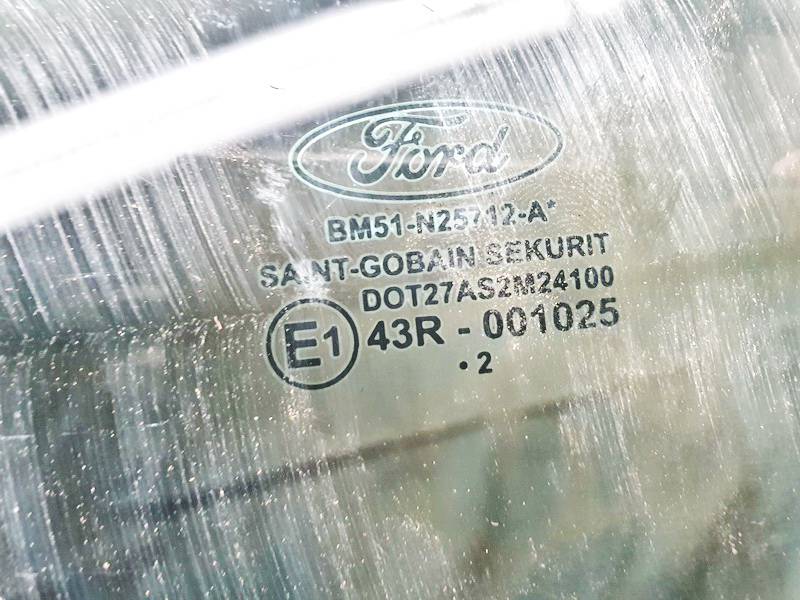 Ford
BM51-N25712-A*
SAINT-GOBAIN SEKURIT
DOT27AS2M24100
E1 43R - 001025
·2